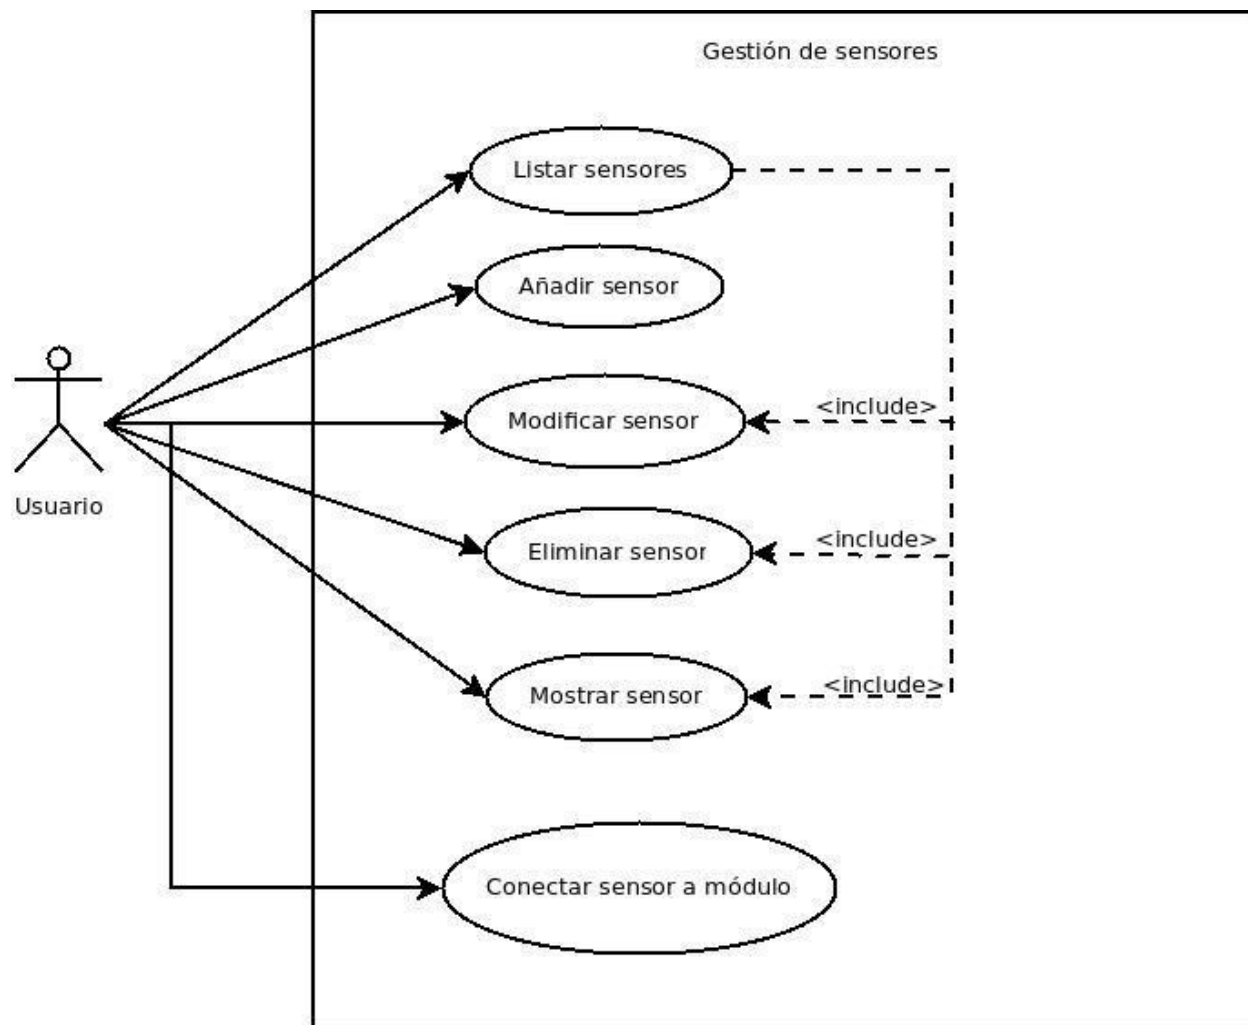 Gestión de sensores
Listar sensores
Añadir sensor
Modificar sensor
<include>
Eliminar sensor
<include>
Usuario
Mostrar sensor
<include>
Conectar sensor a módulo